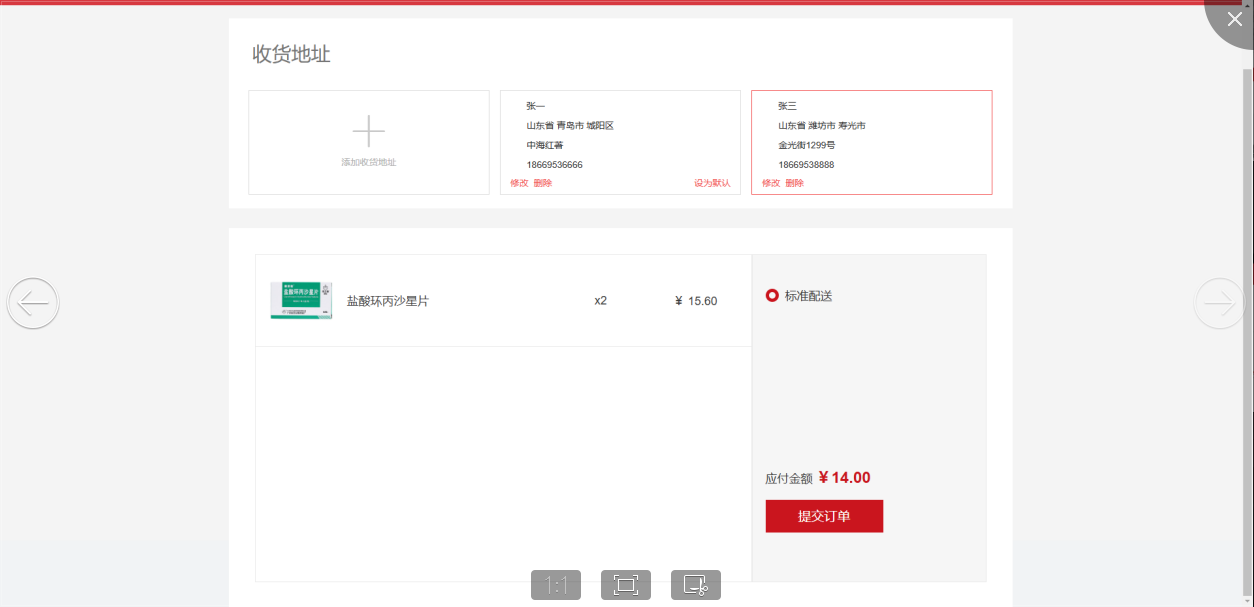 收货地址
添加收货地址
张一
山东省 青岛市 城阳区
中海红著
18669536666
修改 删除 设为默认
张三
山东省 潍坊市 寿光市
金光街1299号
18669538888
修改 删除
盐酸环丙沙星片
盐酸环丙沙星片 x2 ¥ 15.60
标准配送
应付金额 ¥ 14.00
提交订单
1:1